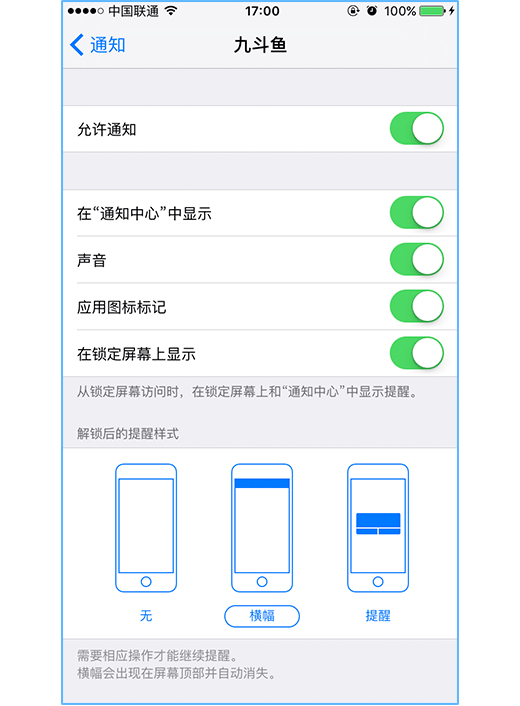 中国联通 17:00 100%
通知 九斗鱼
允许通知
在“通知中心”中显示
声音
应用图标标记
在锁定屏幕上显示
从锁定屏幕访问时，在锁定屏幕上和“通知中心”中显示提醒。
解锁后的提醒样式
无 横幅 提醒
需要相应操作才能继续提醒。
横幅会出现在屏幕顶部并自动消失。